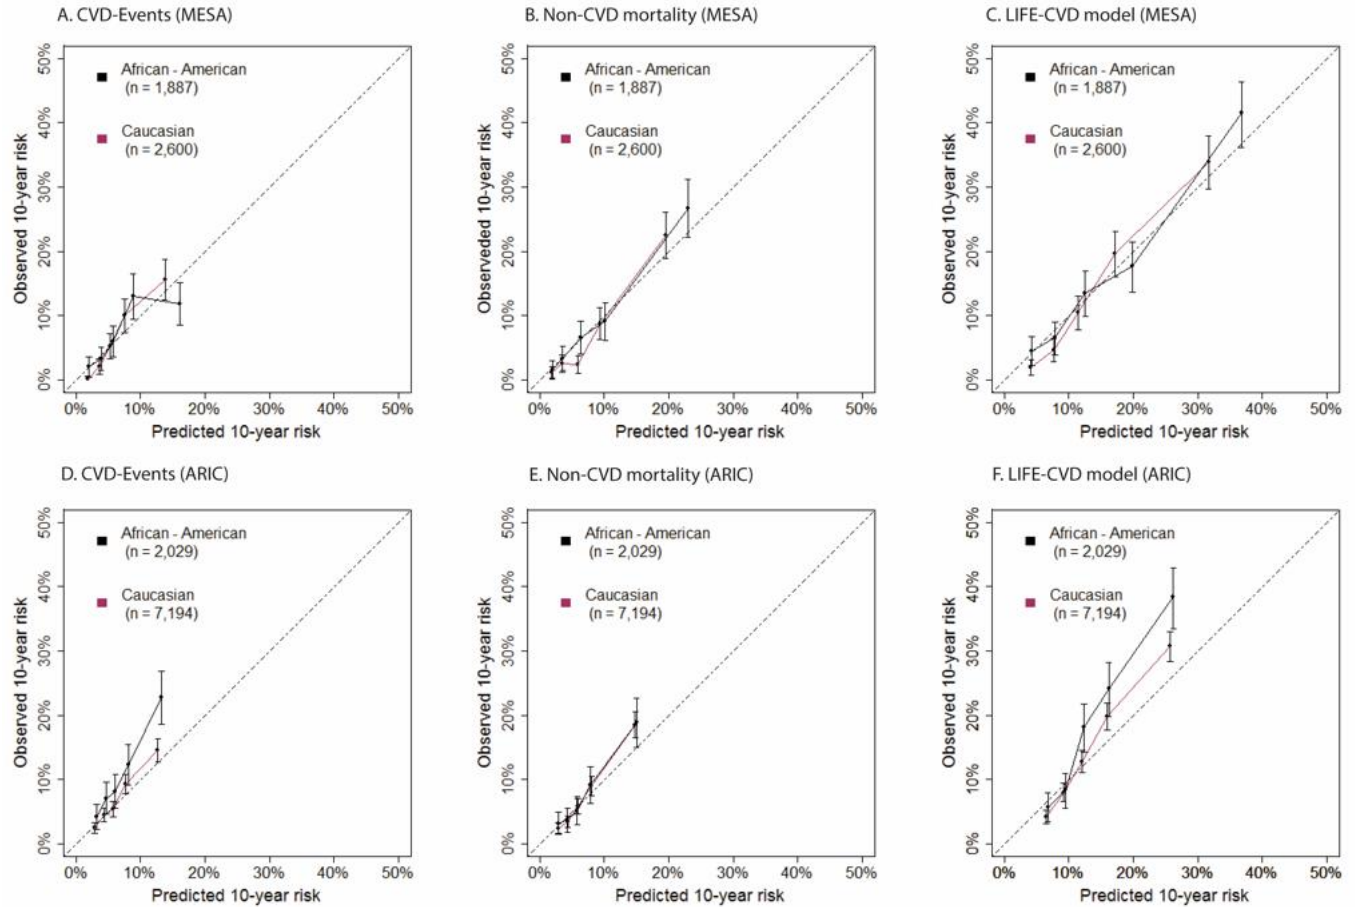 A. CVD-Events (MESA)
African - American
(n = 1,887)
Caucasian
(n = 2,600)
Observed 10-year risk
0%
10%
20%
30%
40%
50%
0% 10% 20% 30% 40% 50%
Predicted 10-year risk
B. Non-CVD mortality (MESA)
African - American
(n = 1,887)
Caucasian
(n = 2,600)
Observeded 10-year risk
0%
10%
20%
30%
40%
50%
0% 10% 20% 30% 40% 50%
Predicted 10-year risk
C. LIFE-CVD model (MESA)
African - American
(n = 1,887)
Caucasian
(n = 2,600)
Observed 10-year risk
0%
10%
20%
30%
40%
50%
0% 10% 20% 30% 40% 50%
Predicted 10-year risk
D. CVD-Events (ARIC)
African - American
(n = 2,029)
Caucasian
(n = 7,194)
Observed 10-year risk
0%
10%
20%
30%
40%
50%
0% 10% 20% 30% 40% 50%
Predicted 10-year risk
E. Non-CVD mortality (ARIC)
African - American
(n = 2,029)
Caucasian
(n = 7,194)
Observed 10-year risk
0%
10%
20%
30%
40%
50%
0% 10% 20% 30% 40% 50%
Predicted 10-year risk
F. LIFE-CVD model (ARIC)
African - American
(n = 2,029)
Caucasian
(n = 7,194)
Observed 10-year risk
0%
10%
20%
30%
40%
50%
0% 10% 20% 30% 40% 50%
Predicted 10-year risk